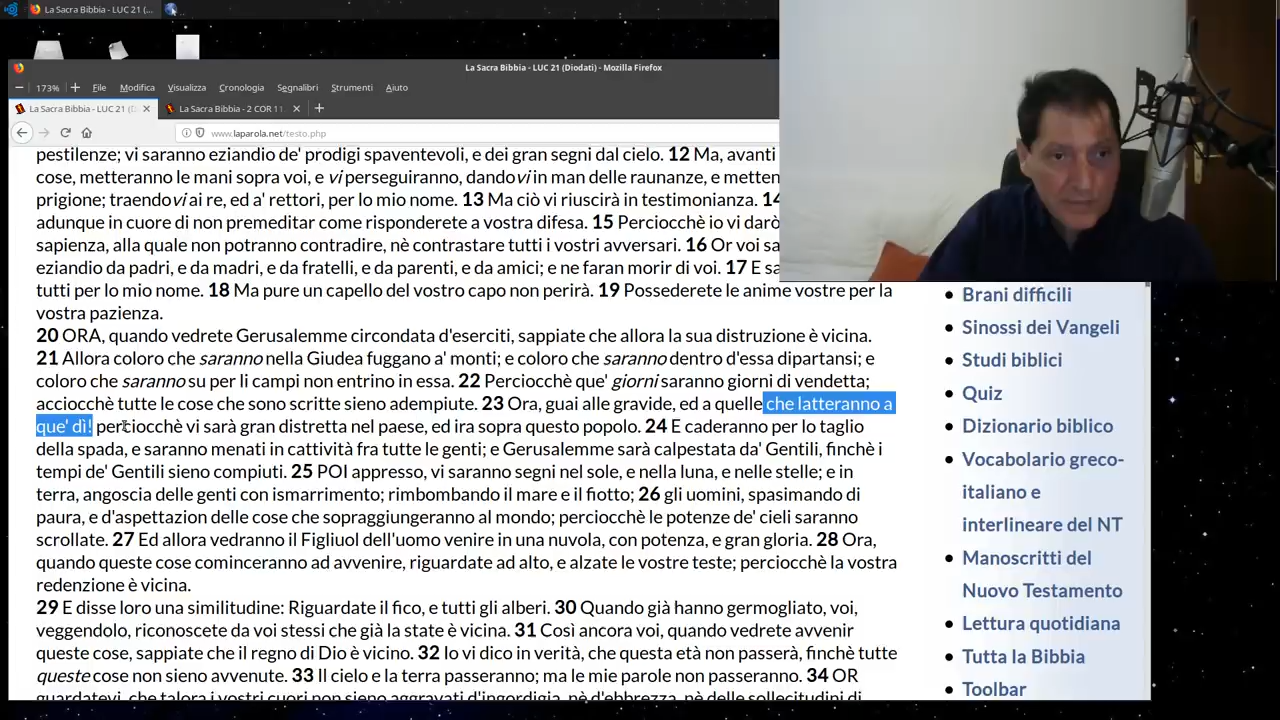 La Sacra Bibbia - LUC 21 (...
La Sacra Bibbia - LUC 21 (Diodati) - Mozilla Firefox
173% File Modifica Visualizza Cronologia Segnalibri Strumenti Aiuto
La Sacra Bibbia - LUC 21 (D
La Sacra Bibbia - 2 COR 11
www.laparola.net/testo.php
pestilenze; vi saranno eziandio de' prodigi spaventevoli, e dei gran segni dal cielo. 12 Ma, avanti
cose, metteranno le mani sopra voi, e vi perseguiranno, dandovi in man delle raunanze, e metten
prigione; traendovi ai re, ed a' rettori, per lo mio nome. 13 Ma ciò vi riuscirà in testimonianza. 14
adunque in cuore di non premeditar come risponderete a vostra difesa. 15 Perciocchè io vi darò
sapienza, alla quale non potranno contradire, nè contrastare tutti i vostri avversari. 16 Or voi sa
eziandio da padri, e da madri, e da fratelli, e da parenti, e da amici; e ne faran morir di voi. 17 E sa
tutti per lo mio nome. 18 Ma pure un capello del vostro capo non perirà. 19 Possederete le anime vostre per la
vostra pazienza.
20 ORA, quando vedrete Gerusalemme circondata d'eserciti, sappiate che allora la sua distruzione è vicina.
21 Allora coloro che saranno nella Giudea fuggano a' monti; e coloro che saranno dentro d'essa dipartansi; e
coloro che saranno su per li campi non entrino in essa. 22 Perciocchè que' giorni saranno giorni di vendetta;
acciocchè tutte le cose che sono scritte sieno adempiute. 23 Ora, guai alle gravide, ed a quelle che latteranno a
que' dì! perciocchè vi sarà gran distretta nel paese, ed ira sopra questo popolo. 24 E caderanno per lo taglio
della spada, e saranno menati in cattività fra tutte le genti; e Gerusalemme sarà calpestata da' Gentili, finchè i
tempi de' Gentili sieno compiuti. 25 POI appresso, vi saranno segni nel sole, e nella luna, e nelle stelle; e in
terra, angoscia delle genti con ismarrimento; rimbombando il mare e il fiotto; 26 gli uomini, spasimando di
paura, e d'aspettazion delle cose che sopraggiungeranno al mondo; perciocchè le potenze de' cieli saranno
scrollate. 27 Ed allora vedranno il Figliuol dell'uomo venire in una nuvola, con potenza, e gran gloria. 28 Ora,
quando queste cose cominceranno ad avvenire, riguardate ad alto, e alzate le vostre teste; perciocchè la vostra
redenzione è vicina.
29 E disse loro una similitudine: Riguardate il fico, e tutti gli alberi. 30 Quando già hanno germogliato, voi,
veggendolo, riconoscete da voi stessi che già la state è vicina. 31 Così ancora voi, quando vedrete avvenir
queste cose, sappiate che il regno di Dio è vicino. 32 Io vi dico in verità, che questa età non passerà, finchè tutte
queste cose non sieno avvenute. 33 Il cielo e la terra passeranno; ma le mie parole non passeranno. 34 OR
guardatevi, che talora i vostri cuori non sieno aggravati d'ingordigia, nè d'ebbrezza, nè delle sollecitudini di
Brani difficili
Sinossi dei Vangeli
Studi biblici
Quiz
Dizionario biblico
Vocabolario greco-
italiano e
interlineare del NT
Manoscritti del
Nuovo Testamento
Lettura quotidiana
Tutta la Bibbia
Toolbar